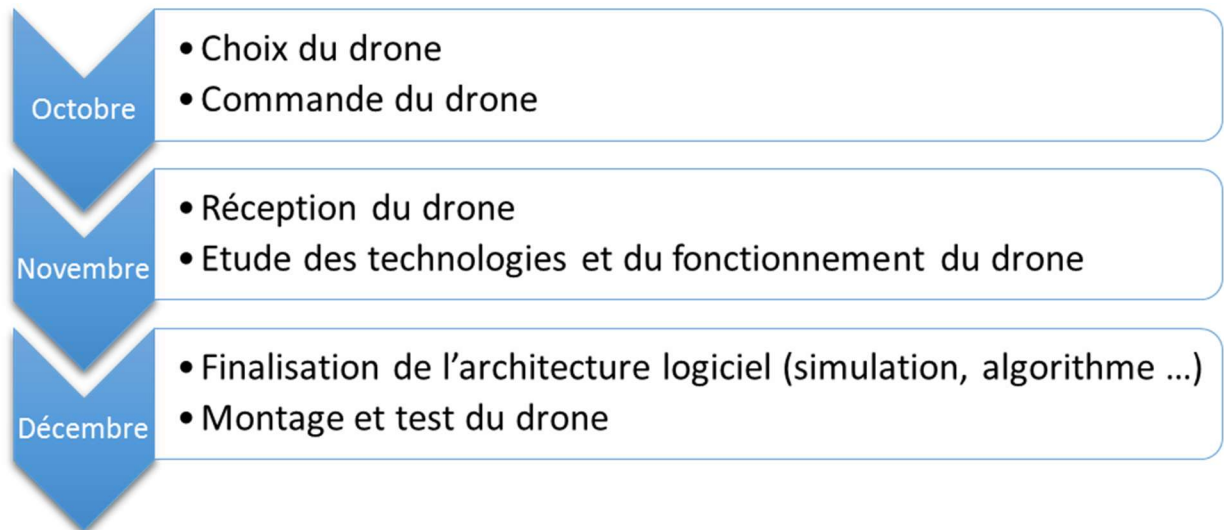 Octobre
• Choix du drone
• Commande du drone
Novembre
• Réception du drone
• Etude des technologies et du fonctionnement du drone
Décembre
• Finalisation de l’architecture logiciel (simulation, algorithme ...)
• Montage et test du drone